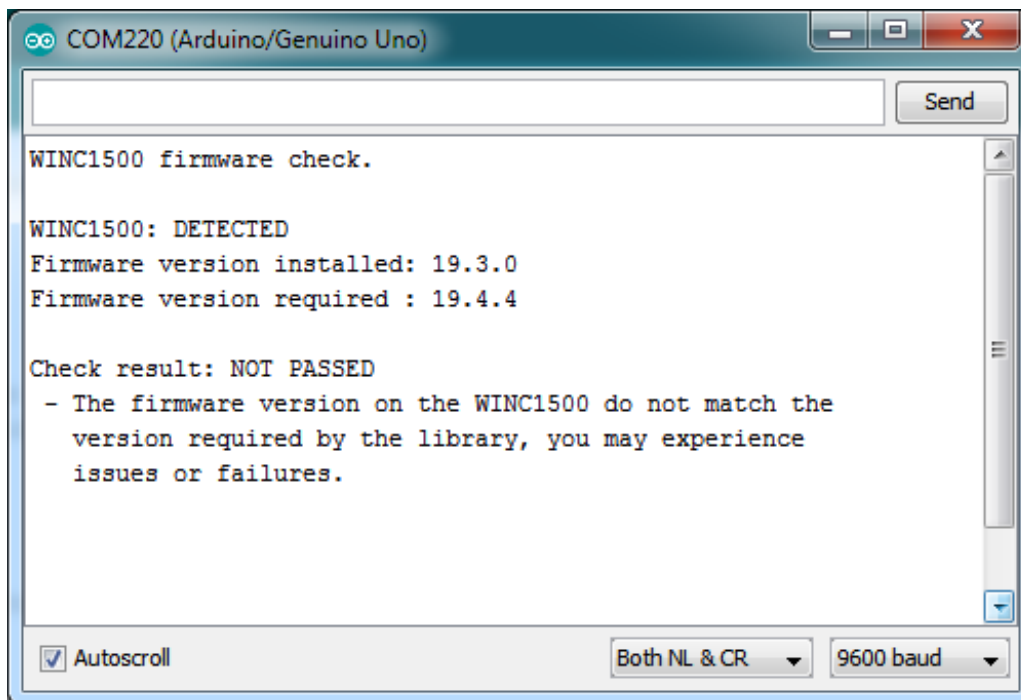 COM220 (Arduino/Genuino Uno)
Send
WINC1500 firmware check.
WINC1500: DETECTED
Firmware version installed: 19.3.0
Firmware version required : 19.4.4
Check result: NOT PASSED
- The firmware version on the WINC1500 do not match the
version required by the library, you may experience
issues or failures.
Autoscroll
Both NL & CR
9600 baud